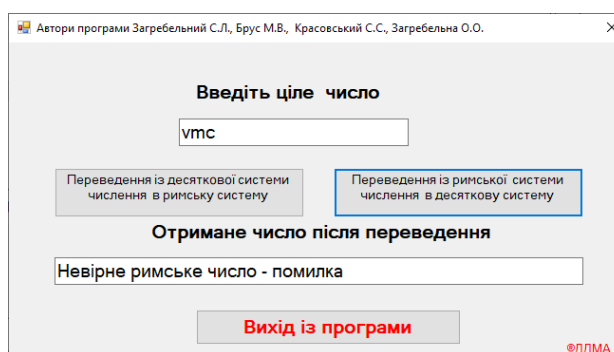 Автори програми Загребельний С.Л., Брус М.В., Красовський С.С., Загребельна О.О.
Введіть ціле число
vmc
Переведення із десяткової системи
числення в римську систему
Переведення із римської системи
числення в десяткову систему
Отримане число після переведення
Невірне римське число - помилка
Вихід із програми